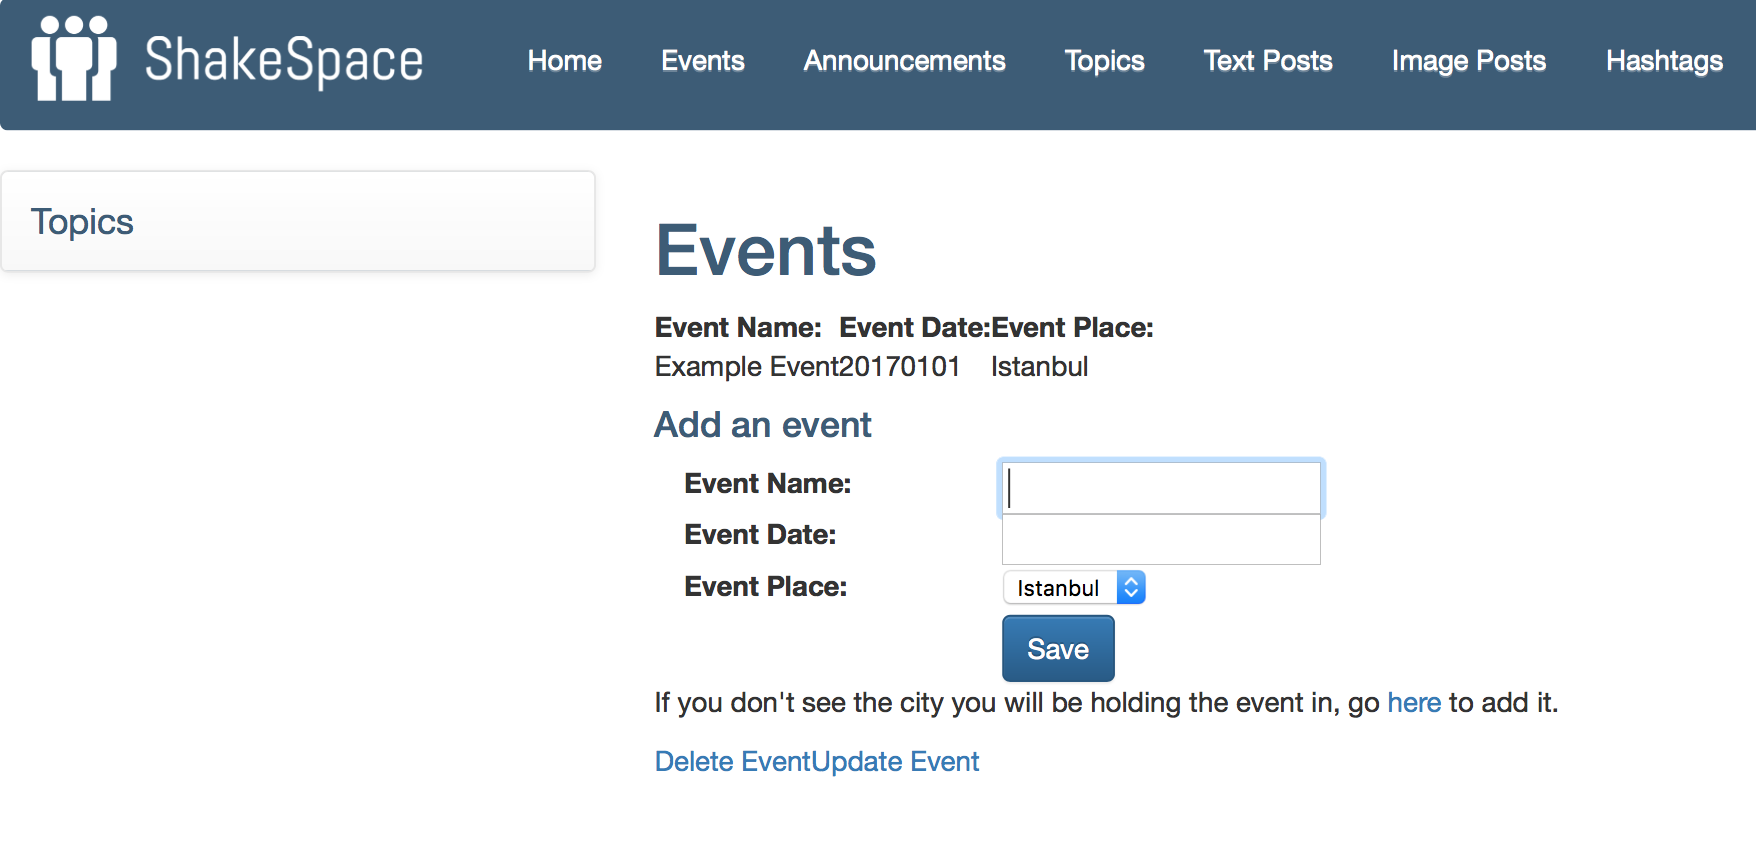 ShakeSpace Home Events Announcements Topics Text Posts Image Posts Hashtags
Topics
Events
Event Name: Event Date:Event Place:
Example Event20170101 Istanbul
Add an event
Event Name:
Event Date:
Event Place: Istanbul
Save
If you don't see the city you will be holding the event in, go here to add it.
Delete EventUpdate Event